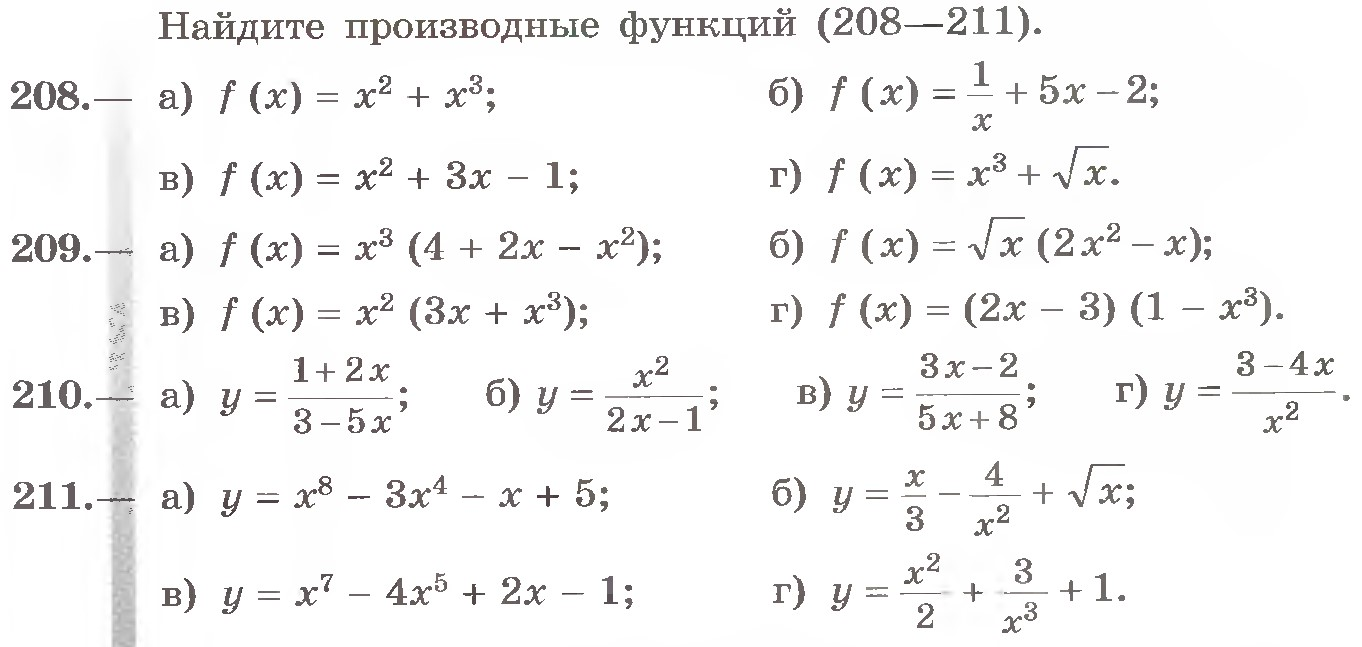 Найдите производные функций (208—211).
208.— а) f (x) = x² + x³; б) f (x) = 1/x + 5x − 2;
в) f (x) = x² + 3x − 1; г) f (x) = x³ + √x.
209.— а) f (x) = x³ (4 + 2x − x²); б) f (x) = √x (2x² − x);
в) f (x) = x² (3x + x³); г) f (x) = (2x − 3) (1 − x³).
210.— а) y = (1 + 2x)/(3 − 5x); б) y = x²/(2x − 1); в) y = (3x − 2)/(5x + 8); г) y = (3 − 4x)/x².
211.— а) y = x⁸ − 3x⁴ − x + 5; б) y = x/3 − 4/x² + √x;
в) y = x⁷ − 4x⁵ + 2x − 1; г) y = x²/2 + 3/x³ + 1.